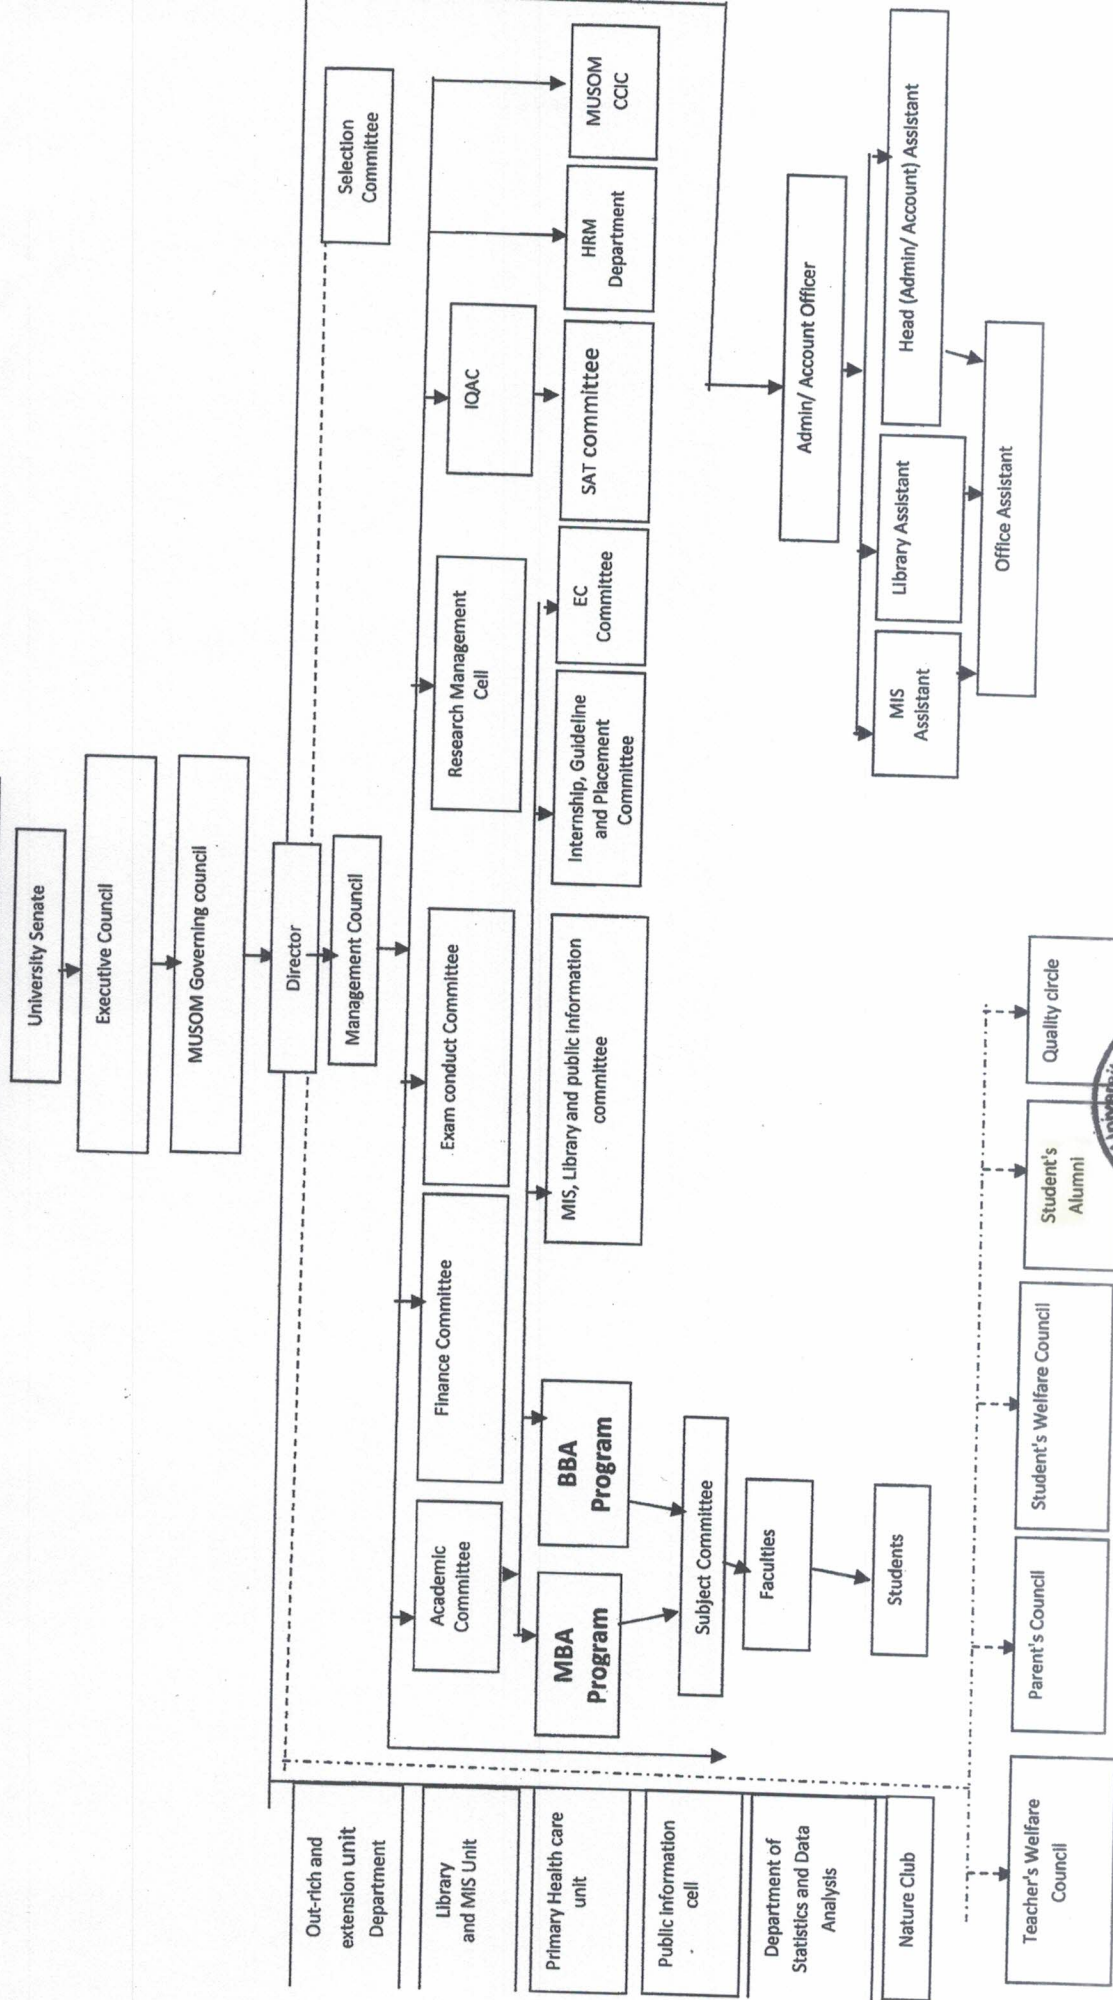 University Senate
Executive Council
MUSOM Governing council
Director
Management Council
Selection
Committee
Academic
Committee
Finance Committee
Exam conduct Committee
Research Management
Cell
IQAC
MBA
Program
BBA
Program
MIS, Library and public information
committee
Internship, Guideline
and Placement
Committee
EC
Committee
SAT committee
HRM
Department
MUSOM
CCIC
Subject Committee
Faculties
Students
Admin/ Account Officer
MIS
Assistant
Library Assistant
Head (Admin/ Account) Assistant
Office Assistant
Out-rich and
extension unit
Department
Library
and MIS Unit
Primary Health care
unit
Public information
cell
Department of
Statistics and Data
Analysis
Nature Club
Teacher's Welfare
Council
Parent's Council
Student's Welfare Council
Student's
Alumni
Quality circle